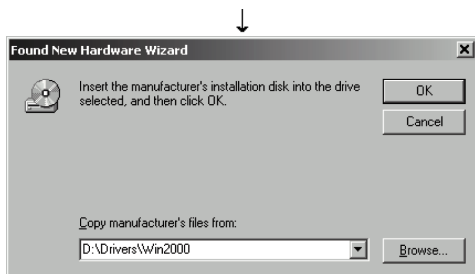 Found New Hardware Wizard
Insert the manufacturer's installation disk into the drive
selected, and then click OK.
OK
Cancel
Copy manufacturer's files from:
D:\Drivers\Win2000
Browse...